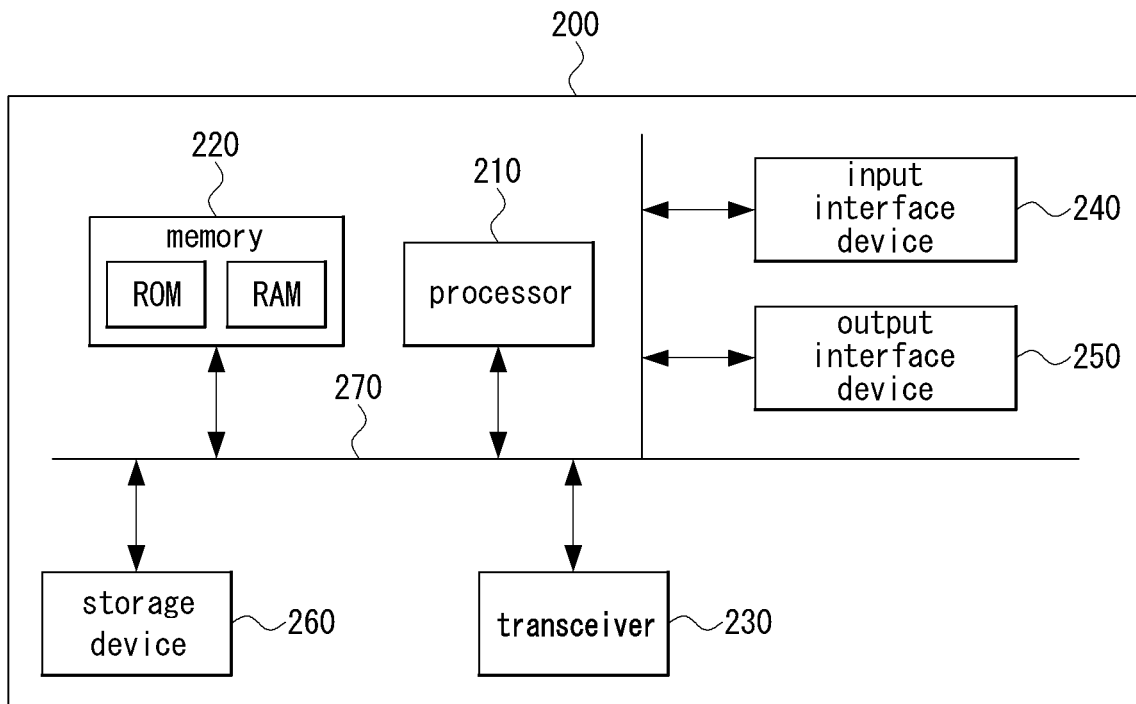 200
220
210
memory
ROM
RAM
processor
input
interface
device
240
output
interface
device
250
270
storage
device
260
transceiver
230